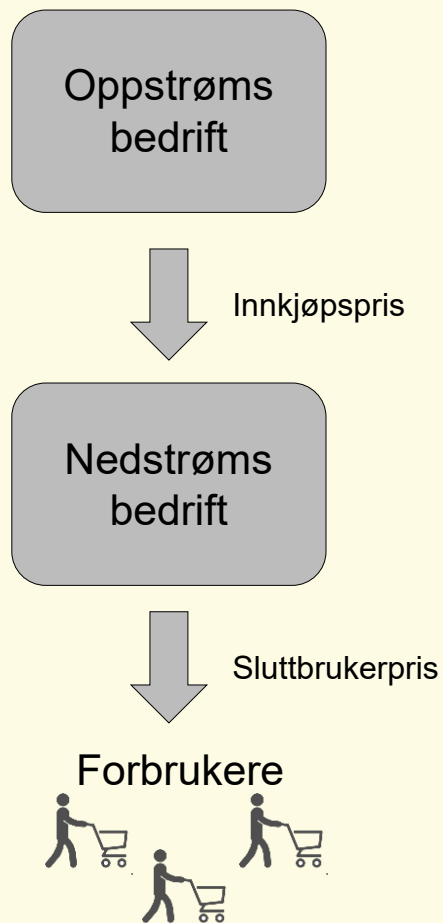 Oppstrøms
bedrift
Innkjøpspris
Nedstrøms
bedrift
Sluttbrukerpris
Forbrukere